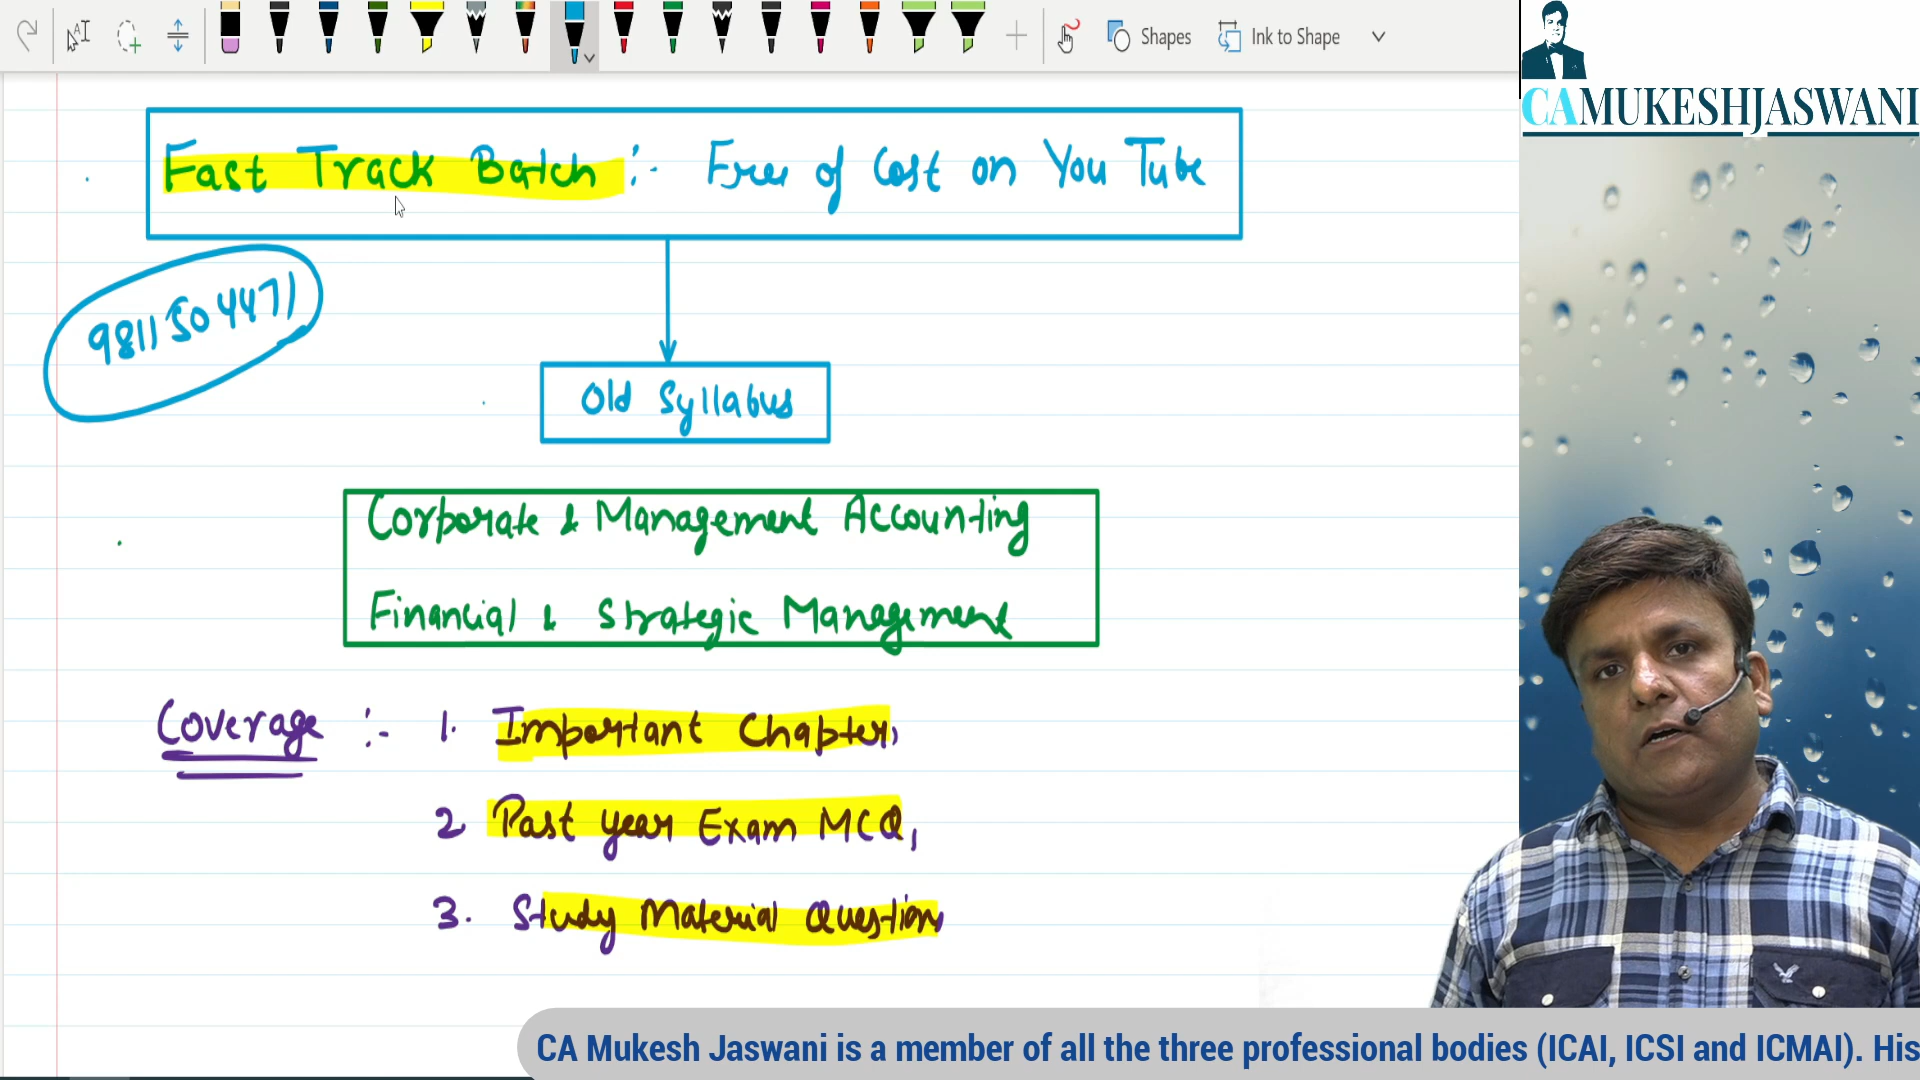 Shapes
Ink to Shape
CAMUKESHJASWANI
Fast Track Batch :- Free of Cost on You Tube
9811504471
Old Syllabus
Corporate & Management Accounting
Financial & Strategic Management
Coverage :- 1. Important Chapter,
2 Past year Exam MCQ,
3. Study Material Question
CA Mukesh Jaswani is a member of all the three professional bodies (ICAI, ICSI and ICMAI). His